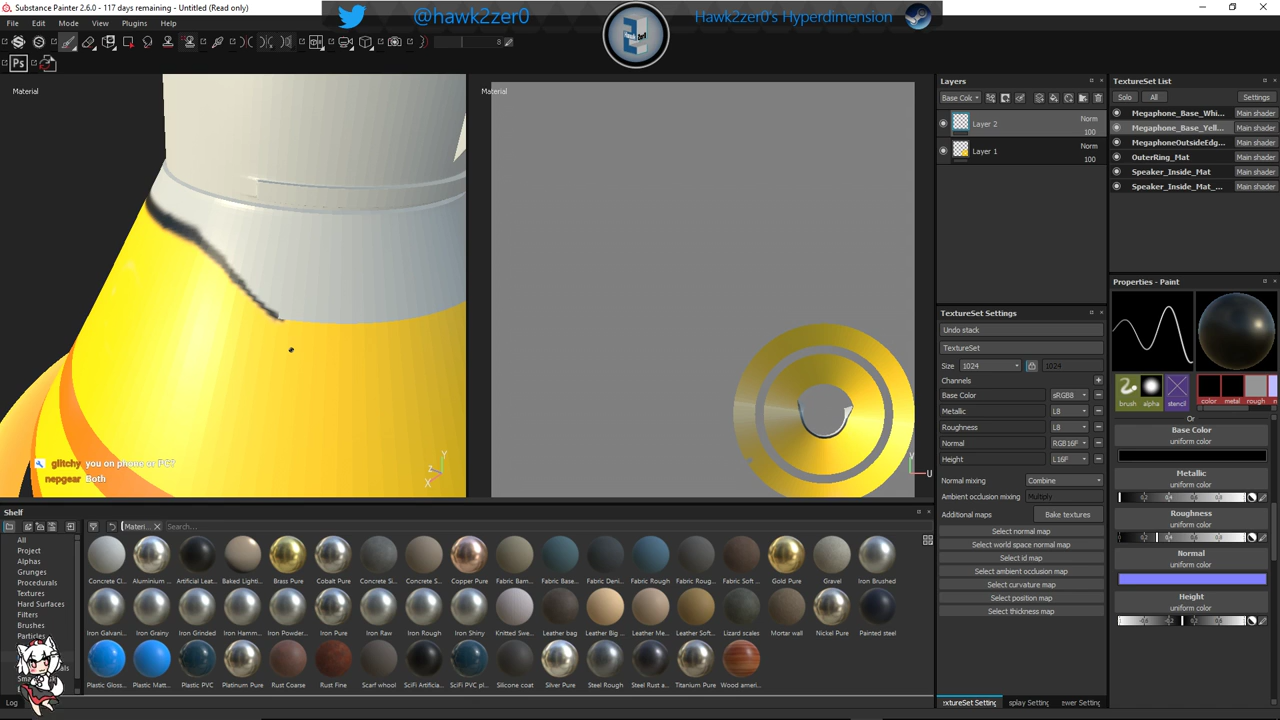 Substance Painter 2.6.0 - 117 days remaining - Untitled (Read only)
@hawk2zer0
Hawk2zer0's Hyperdimension
File Edit Mode View Plugins Help
8
Ps
Material
Material
Layers
Base Col
Layer 2
Norm
100
Layer 1
Norm
100
TextureSet List
Solo All Settings
Megaphone_Base_Whi... Main shader
Megaphone_Base_Yell... Main shader
MegaphoneOutsideEdg... Main shader
OuterRing_Mat Main shader
Speaker_Inside_Mat Main shader
Speaker_Inside_Mat_... Main shader
Properties - Paint
brush alpha stencil
color metal rough
Or
Base Color
uniform color
Metallic
uniform color
Roughness
uniform color
Normal
uniform color
Height
uniform color
TextureSet Settings
Undo stack
TextureSet
Size 1024 1024
Channels
Base Color sRGB8
Metallic L8
Roughness L8
Normal RGB16F
Height L16F
Normal mixing Combine
Ambient occlusion mixing Multiply
Additional maps Bake textures
Select normal map
Select world space normal map
Select id map
Select ambient occlusion map
Select curvature map
Select position map
Select thickness map
glitchy you on phone or PC?
nepgear Both
Y
Z
X
U
Shelf
Materi... Search...
All
Project
Alphas
Grunges
Procedurals
Textures
Hard Surfaces
Filters
Brushes
Particles
Log
Concrete Cl... Aluminium ... Artificial Leat... Baked Lighti... Brass Pure Cobalt Pure Concrete Si... Concrete S... Copper Pure Fabric Bam... Fabric Base... Fabric Deni... Fabric Rough Fabric Roug... Fabric Soft ... Gold Pure Gravel Iron Brushed
Iron Galvani... Iron Grainy Iron Grinded Iron Hamm... Iron Powder... Iron Pure Iron Raw Iron Rough Iron Shiny Knitted Swe... Leather bag Leather Big ... Leather Me... Leather Soft... Lizard scales Mortar wall Nickel Pure Painted steel
Plastic Gloss... Plastic Matt... Plastic PVC Platinum Pure Rust Coarse Rust Fine Scarf whool SciFi Artificia... SciFi PVC pl... Silicone coat Silver Pure Steel Rough Steel Rust a... Titanium Pure Wood ameri...